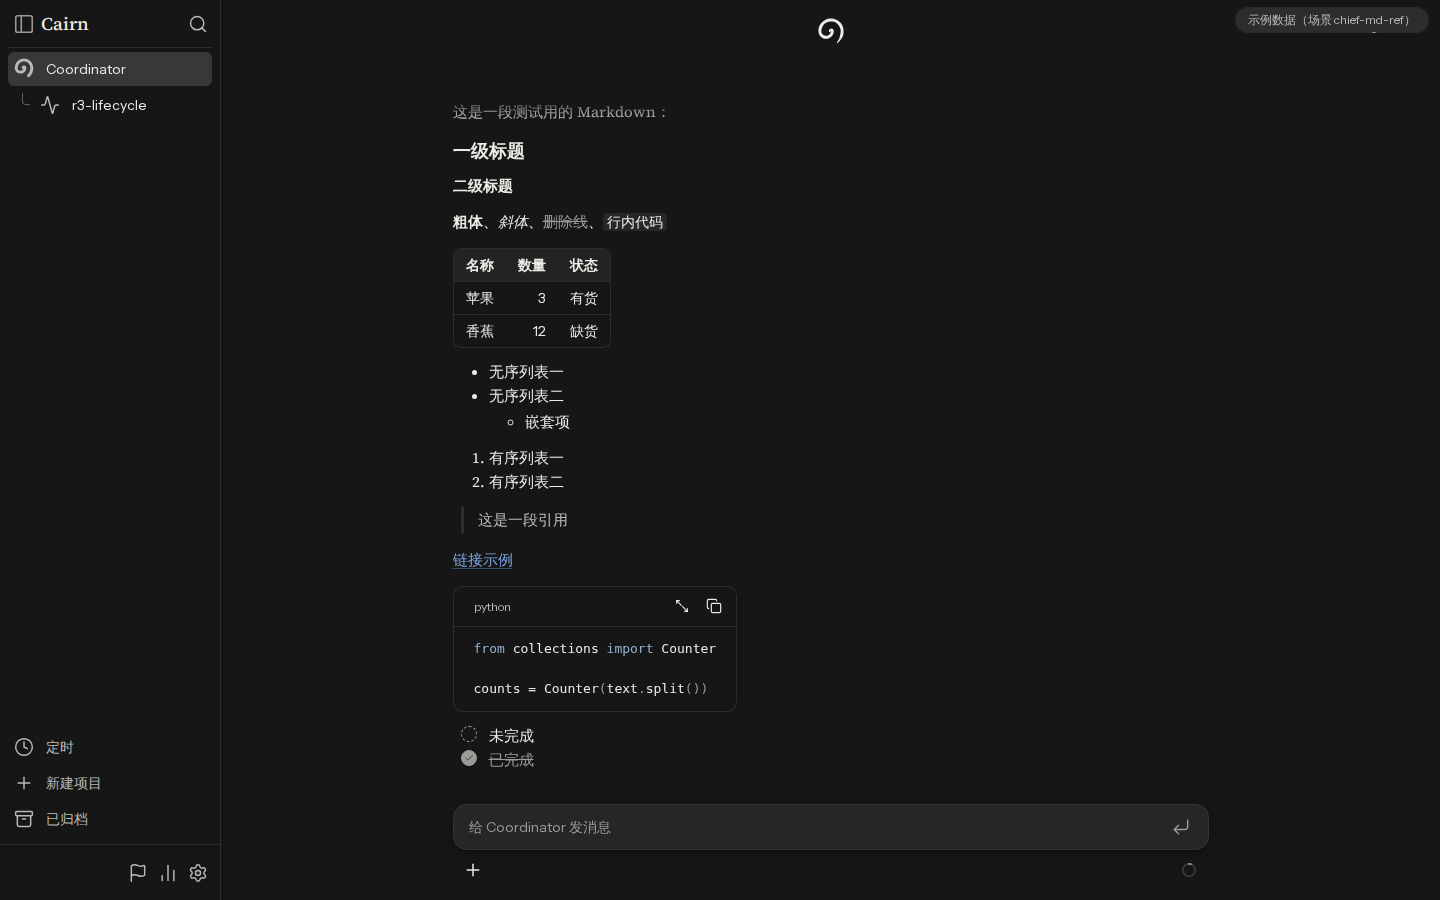 Cairn
示例数据（场景 chief-md-ref）
Coordinator
r3-lifecycle
这是一段测试用的 Markdown：
一级标题
二级标题
粗体、斜体、删除线、行内代码
名称 数量 状态
苹果 3 有货
香蕉 12 缺货
无序列表一
无序列表二
嵌套项
1. 有序列表一
2. 有序列表二
这是一段引用
链接示例
python
from collections import Counter
counts = Counter(text.split())
未完成
已完成
定时
新建项目
已归档
给 Coordinator 发消息